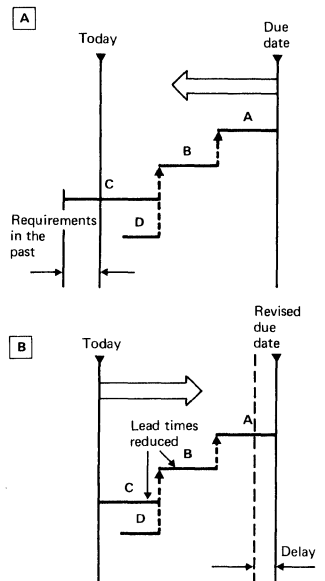 A
Today
Due
date
A
B
C
D
Requirements
in the
past
B
Today
Revised
due
date
A
Lead times
reduced
B
C
D
Delay